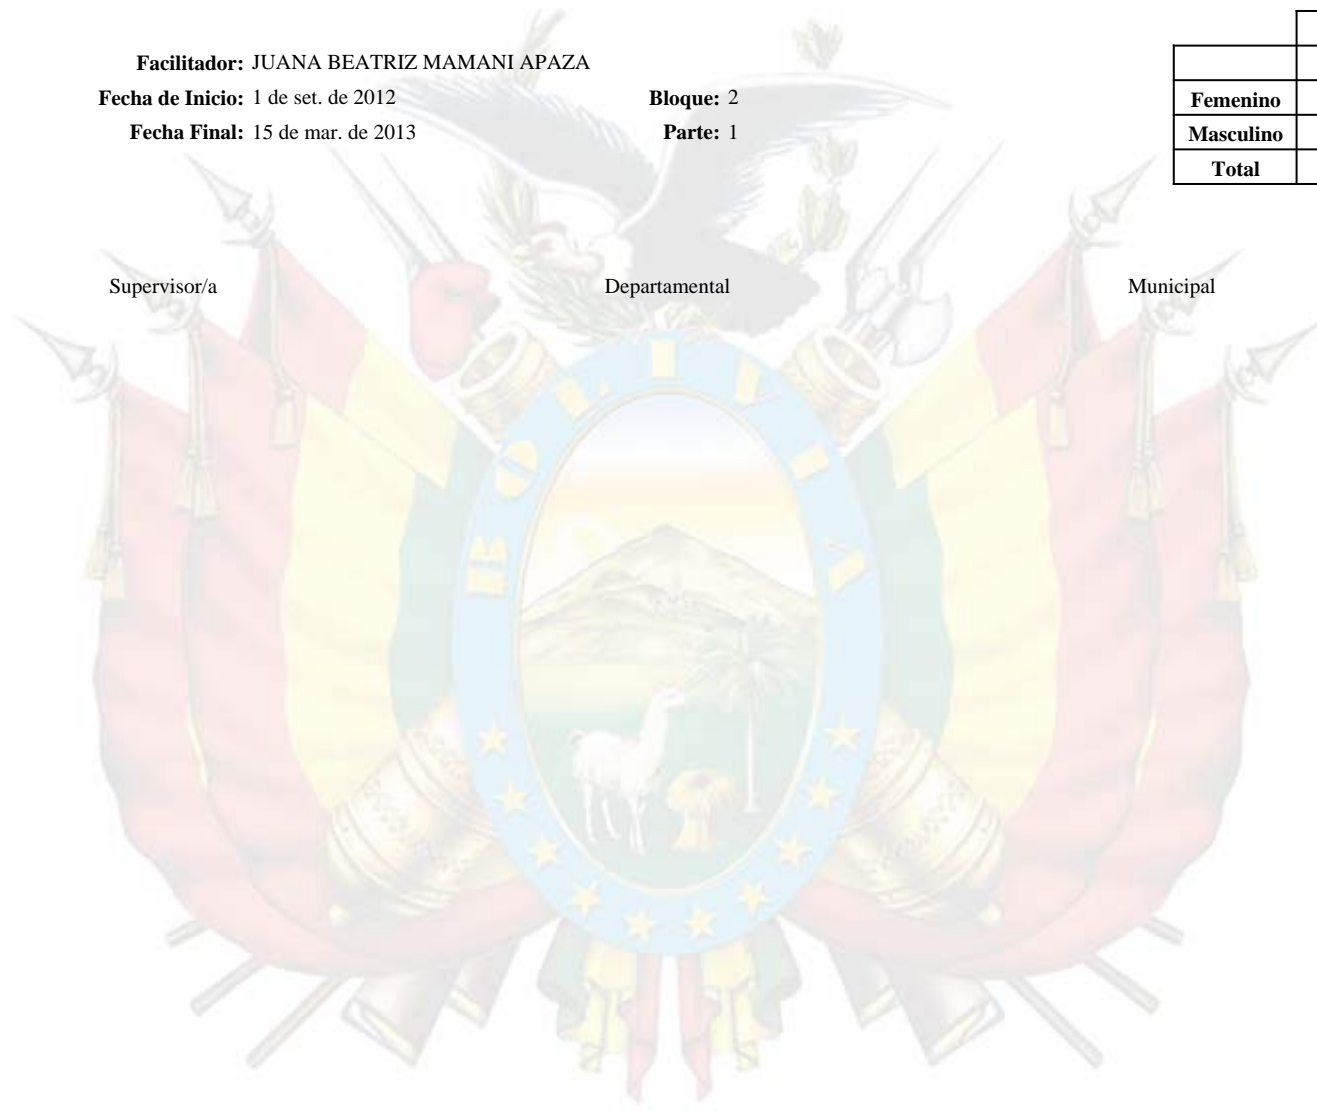 Facilitador: JUANA BEATRIZ MAMANI APAZA
Fecha de Inicio: 1 de set. de 2012 Bloque: 2
Fecha Final: 15 de mar. de 2013 Parte: 1
Femenino
Masculino
Total
Supervisor/a Departamental Municipal
BOLIVIA